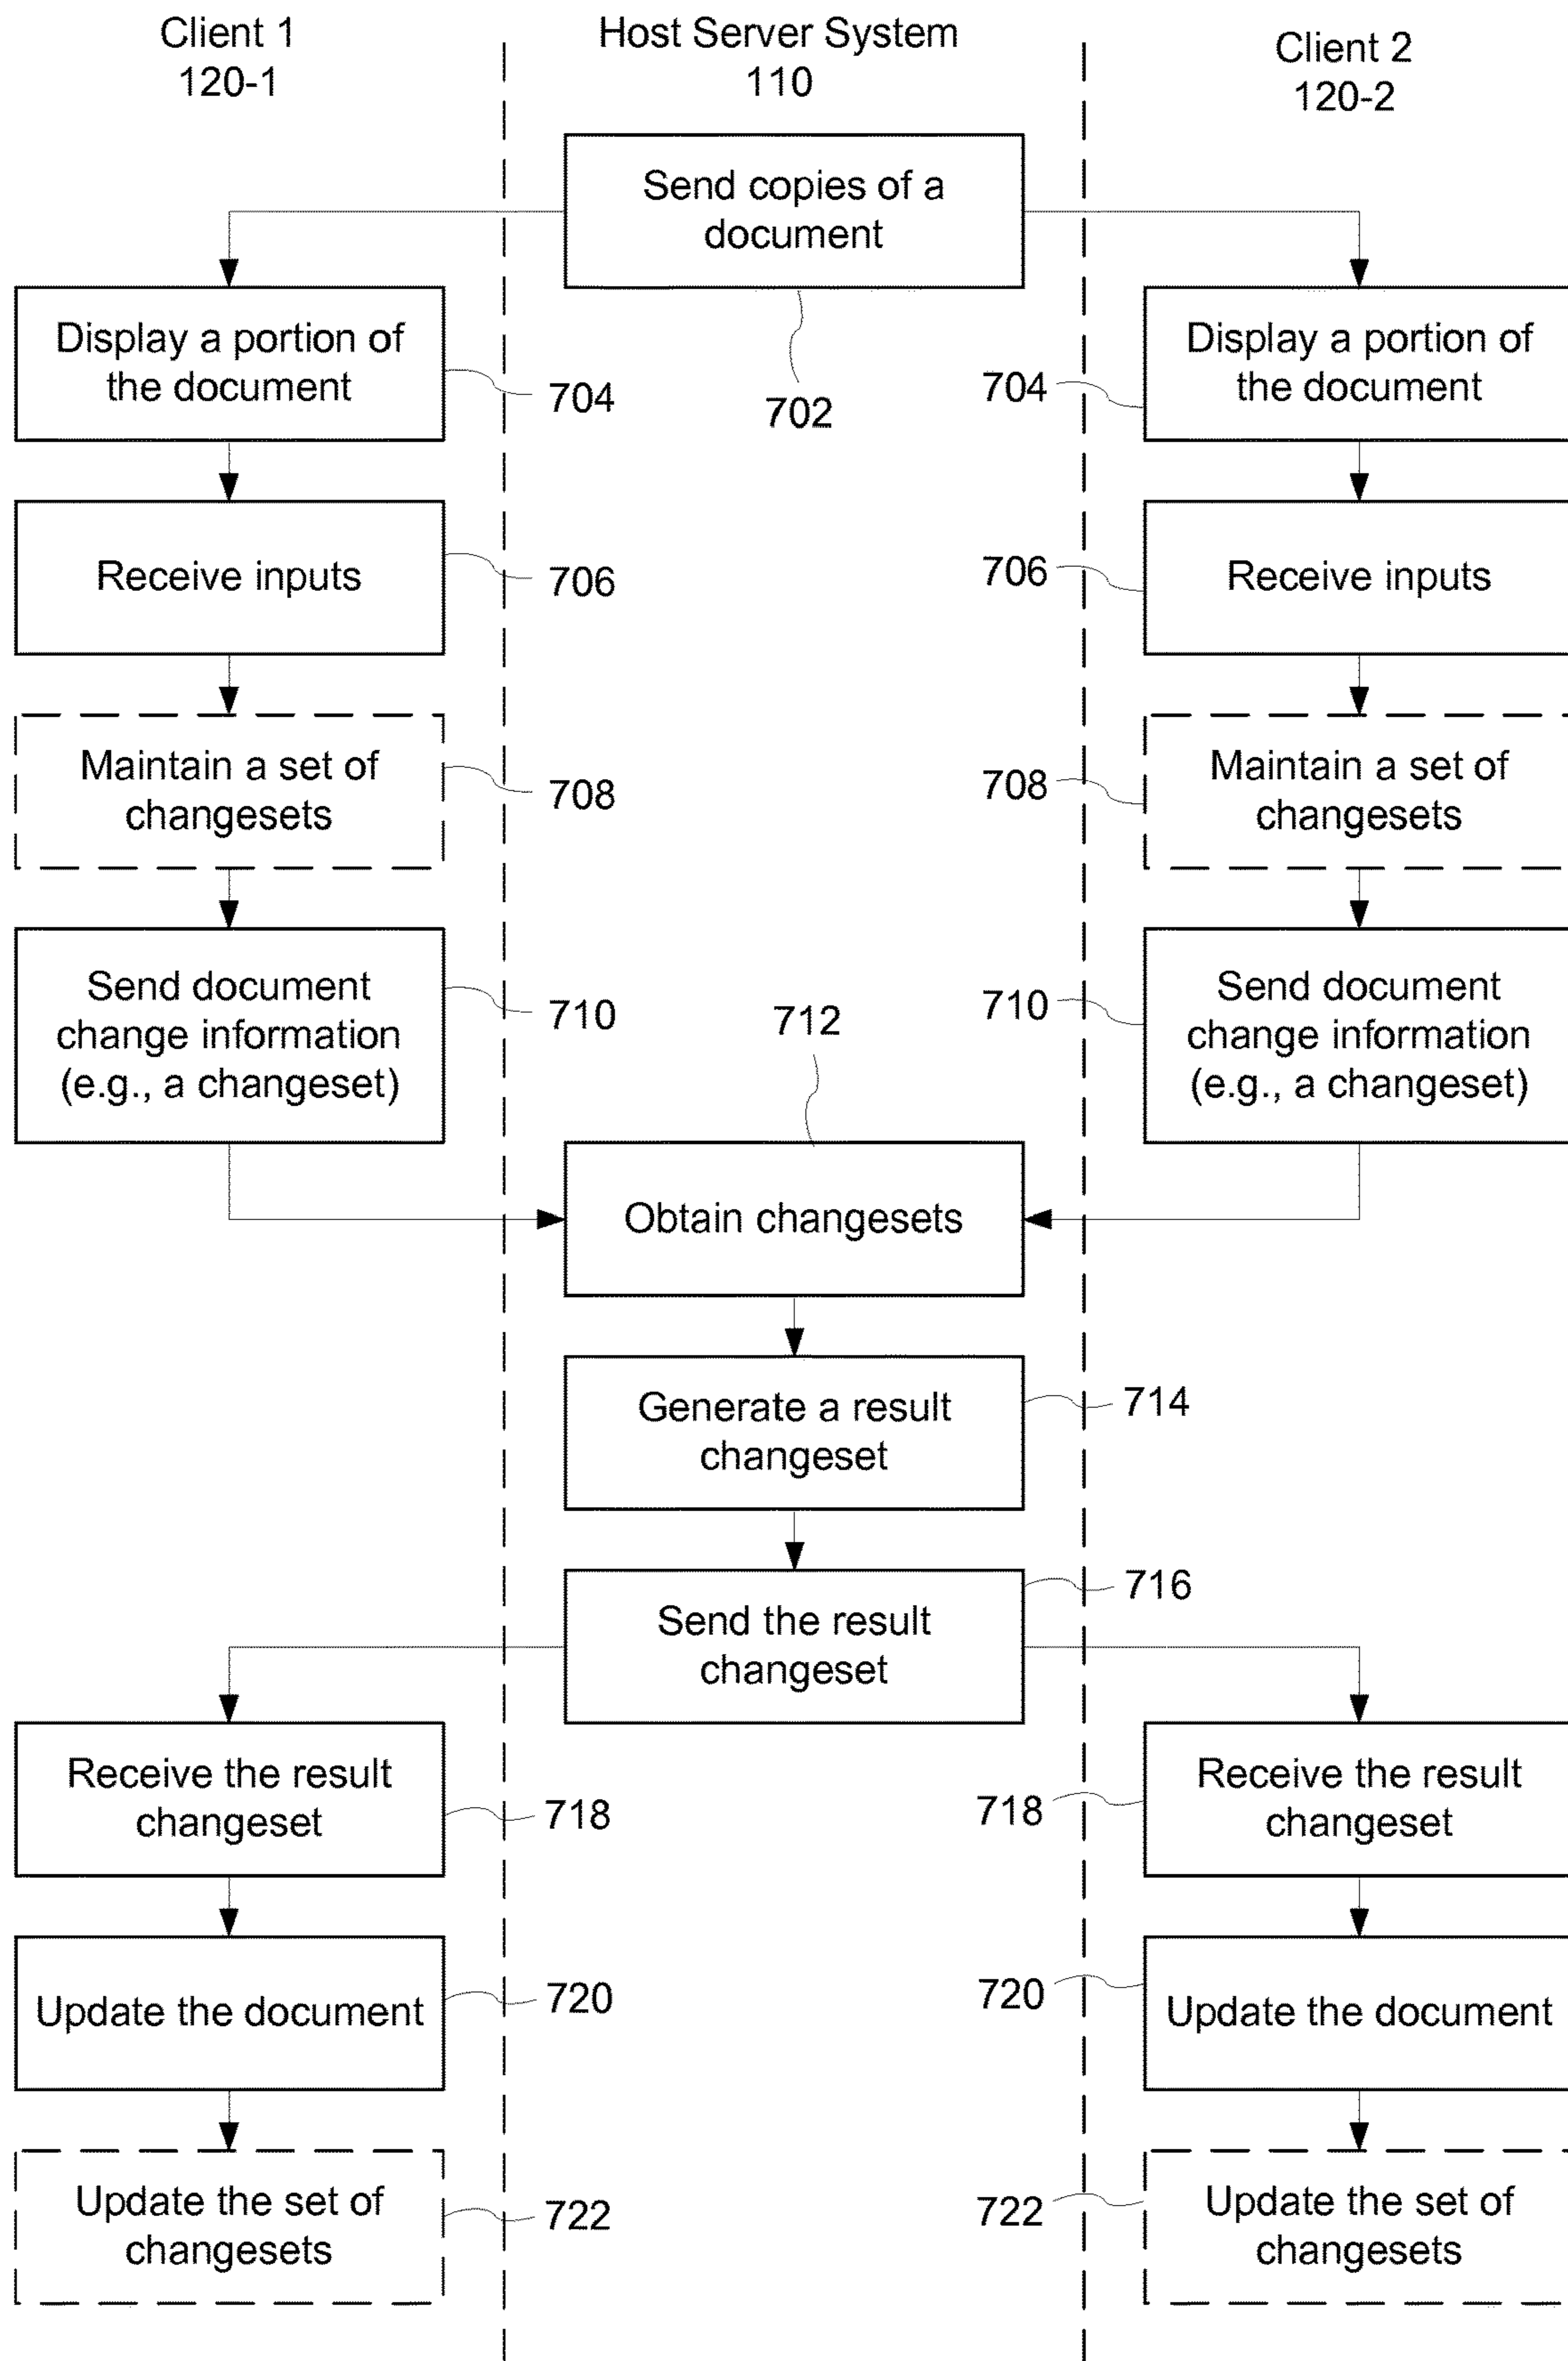 Client 1
120-1
Host Server System
110
Client 2
120-2
Send copies of a
document
702
Display a portion of
the document
704
704
Display a portion of
the document
Receive inputs
706
706
Receive inputs
Maintain a set of
changesets
708
708
Maintain a set of
changesets
Send document
change information
(e.g., a changeset)
710
712
710
Send document
change information
(e.g., a changeset)
Obtain changesets
Generate a result
changeset
714
Send the result
changeset
716
Receive the result
changeset
718
718
Receive the result
changeset
Update the document
720
720
Update the document
Update the set of
changesets
722
722
Update the set of
changesets